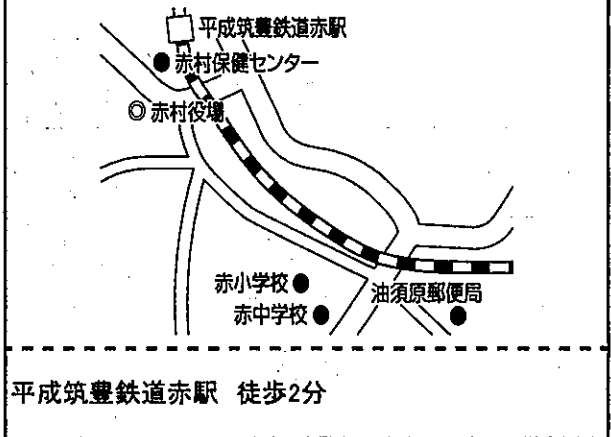 平成筑豊鉄道赤駅
赤村保健センター
赤村役場
赤小学校
油須原郵便局
赤中学校
平成筑豊鉄道赤駅 徒歩2分